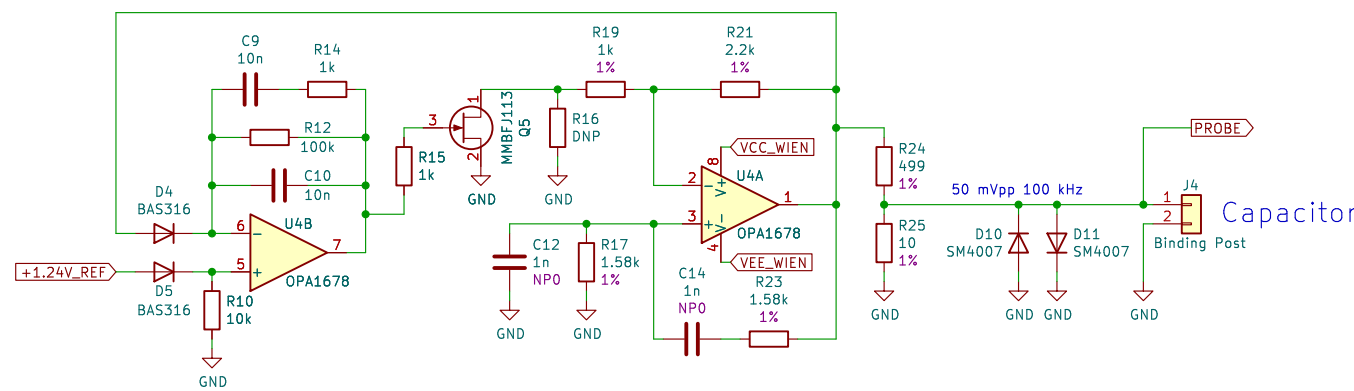 C9
10n
R14
1k
R12
100k
C10
10n
D4
BAS316
+1.24V_REF
D5
BAS316
R10
10k
GND
6
5
7
−
+
U4B
OPA1678
R15
1k
3
1
2
MMBFJ113
Q5
GND
R16
DNP
GND
R19
1k
1%
R21
2.2k
1%
VCC_WIEN
8
V+
U4A
2
3
1
−
+
V-
4
OPA1678
VEE_WIEN
C12
1n
NP0
GND
R17
1.58k
1%
GND
C14
1n
NP0
R23
1.58k
1%
R24
499
1%
R25
10
1%
GND
50 mVpp 100 kHz
D10
SM4007
GND
D11
SM4007
GND
PROBE
J4
1
2
Binding Post
GND
Capacitor